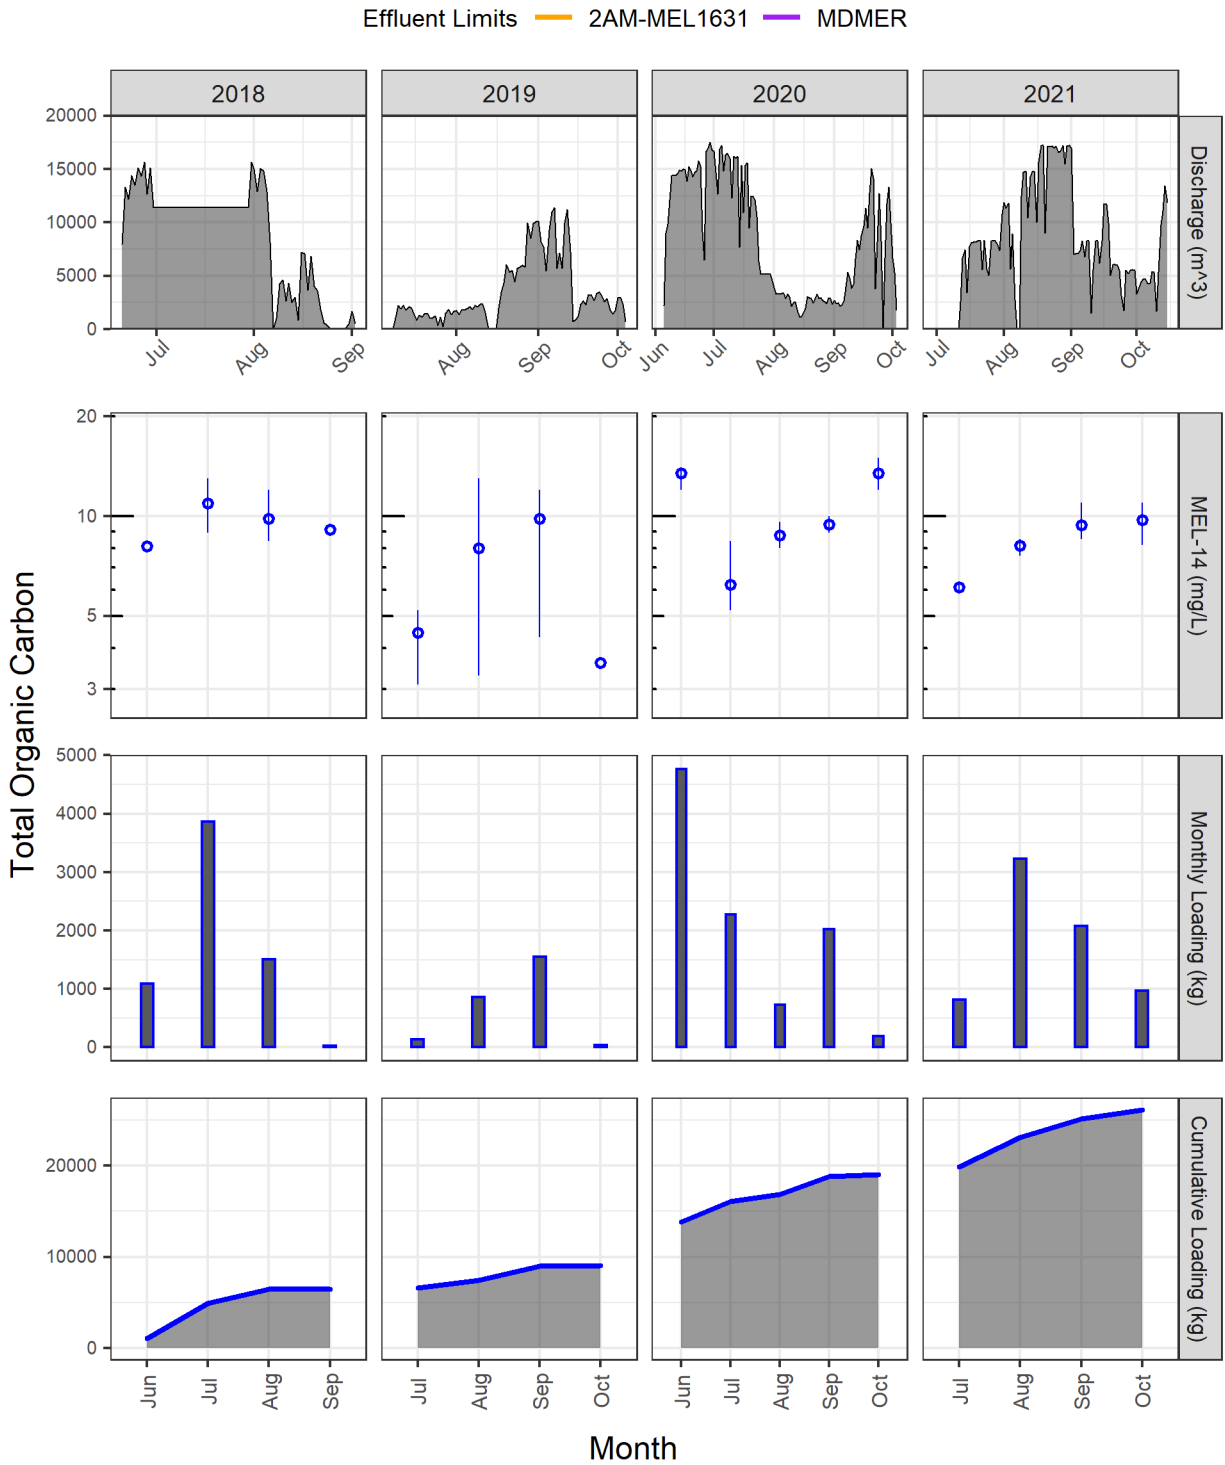 Effluent Limits 2AM-MEL1631 MDMER
2018 2019 2020 2021
20000
15000
10000
5000
0
Discharge (m^3)
Jul Aug Sep Aug Sep Oct Jun Jul Aug Sep Oct Jul Aug Sep Oct
20
10
5
3
MEL-14 (mg/L)
Total Organic Carbon
5000
4000
3000
2000
1000
0
Monthly Loading (kg)
20000
10000
0
Cumulative Loading (kg)
Jun Jul Aug Sep Jul Aug Sep Oct Jun Jul Aug Sep Oct Jul Aug Sep Oct
Month